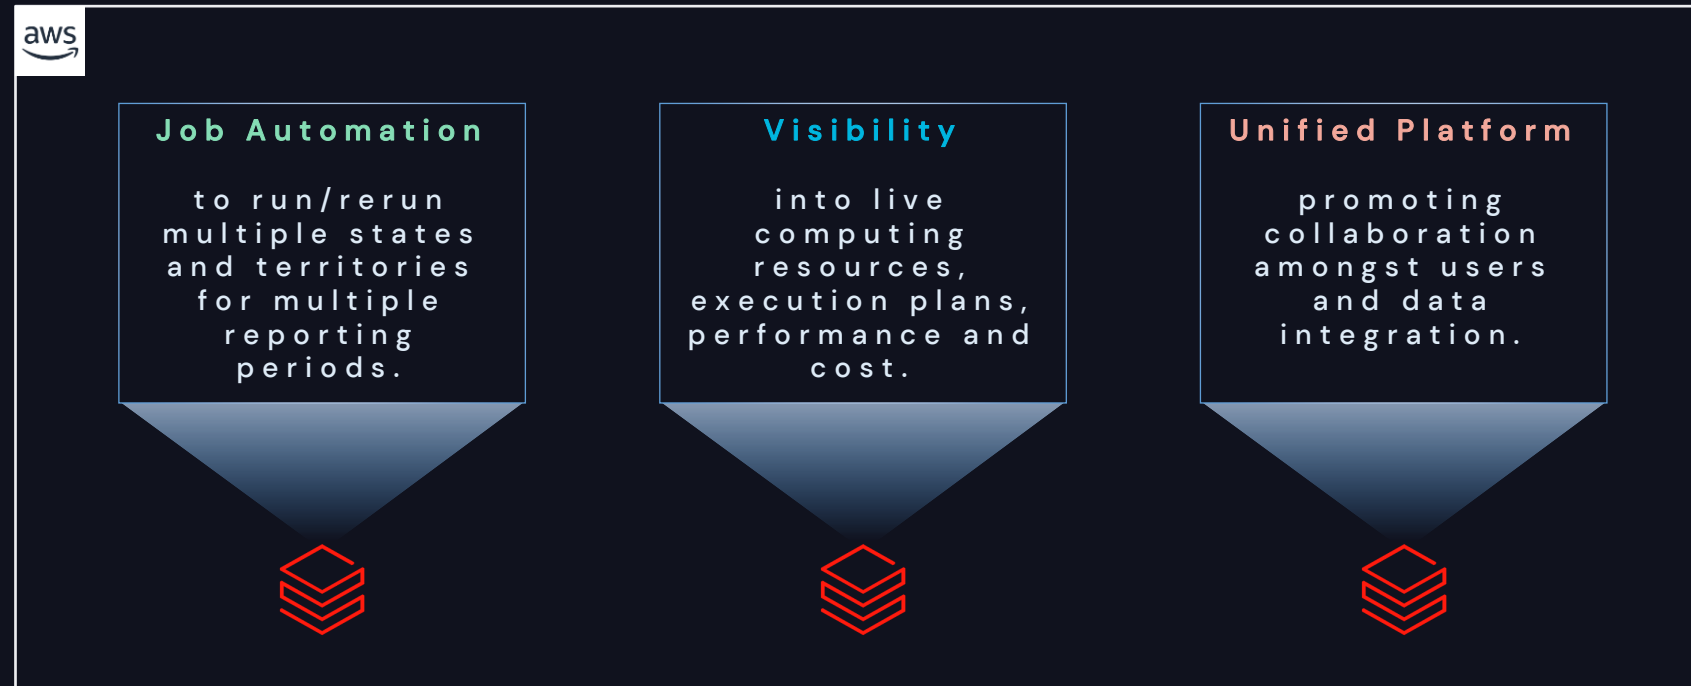 aws
Job Automation
to run/rerun
multiple states
and territories
for multiple
reporting
periods.
Visibility
into live
computing
resources,
execution plans,
performance and
cost.
Unified Platform
promoting
collaboration
amongst users
and data
integration.